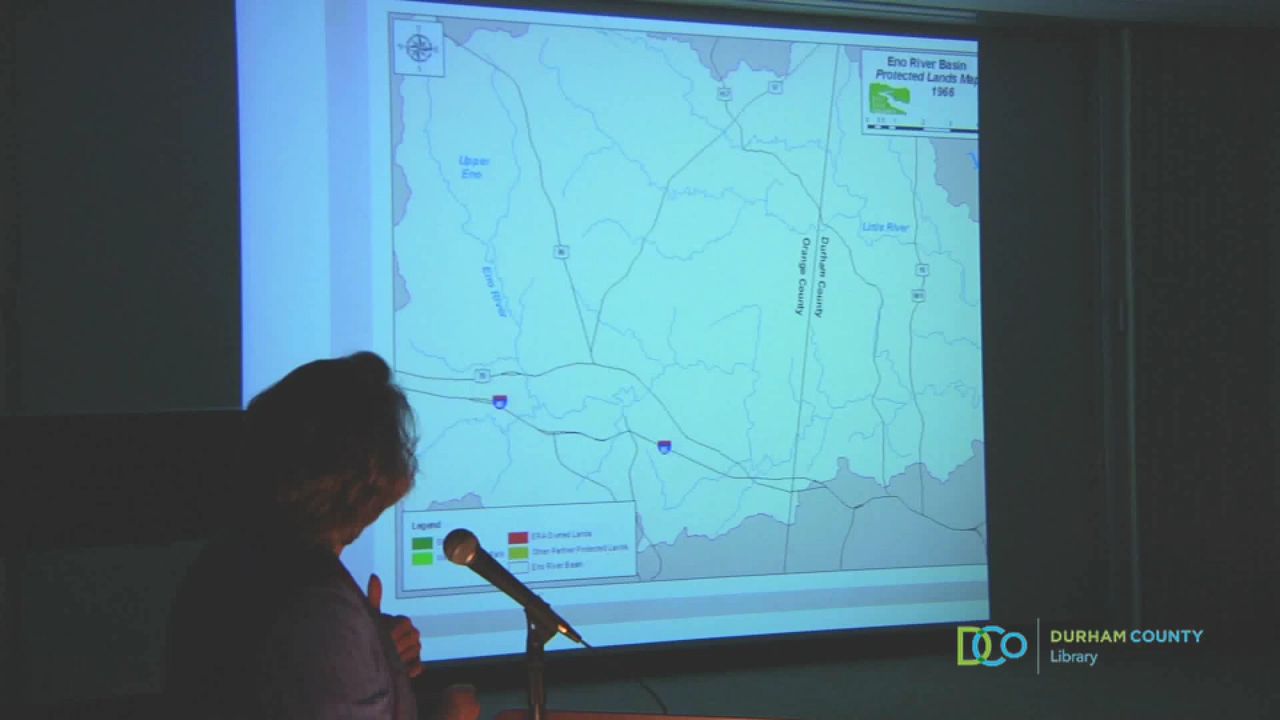 Eno River Basin
Protected Lands Map
1966
Upper
Eno
Little River
Eno River
Orange County
Durham County
Legend
ERA Owned Lands
Other Partner Protected Lands
Eno River Basin
DCo
DURHAM COUNTY
Library